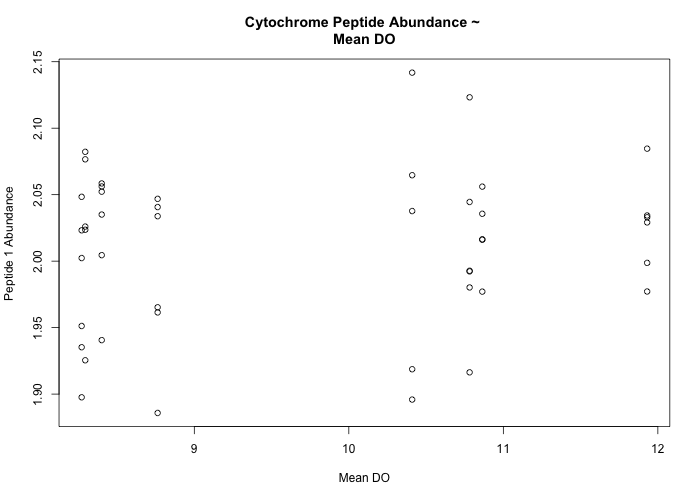 Cytochrome Peptide Abundance ~
Mean DO
2.15
2.10
2.05
2.00
1.95
1.90
Peptide 1 Abundance
9
10
11
12
Mean DO